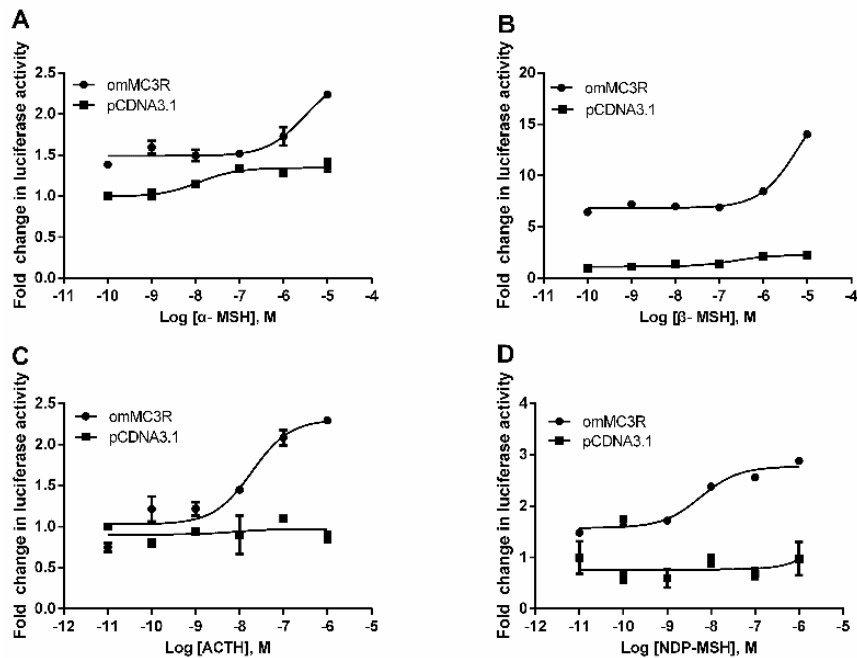 A
Fold change in luciferase activity
2.5
2.0
1.5
1.0
0.5
0.0
omMC3R
pCDNA3.1
-11 -10 -9 -8 -7 -6 -5 -4
Log [α- MSH], M
B
Fold change in luciferase activity
20
15
10
5
0
omMC3R
pCDNA3.1
-11 -10 -9 -8 -7 -6 -5 -4
Log [β- MSH], M
C
Fold change in luciferase activity
2.5
2.0
1.5
1.0
0.5
0.0
omMC3R
pCDNA3.1
-12 -11 -10 -9 -8 -7 -6 -5
Log [ACTH], M
D
Fold change in luciferase activity
4
3
2
1
0
omMC3R
pCDNA3.1
-12 -11 -10 -9 -8 -7 -6 -5
Log [NDP-MSH], M